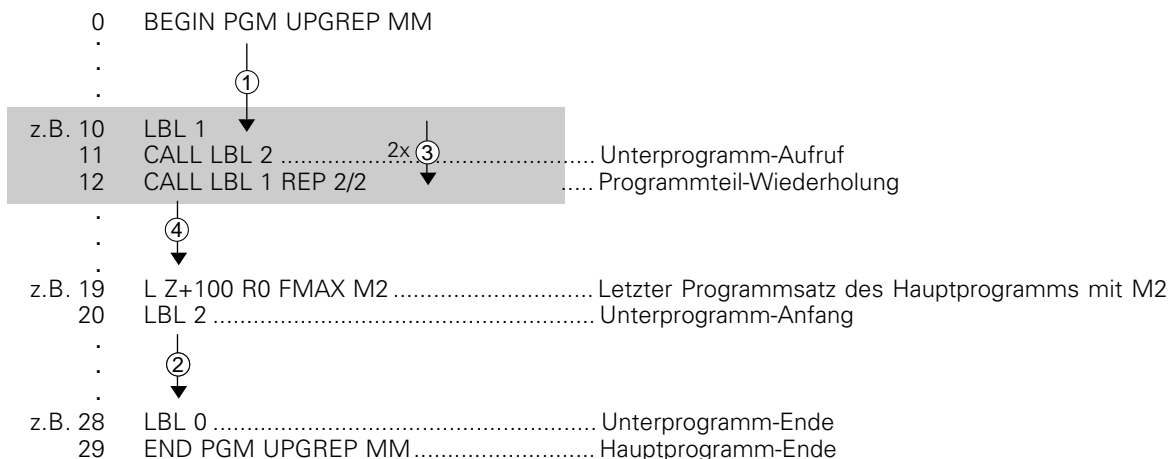 0 BEGIN PGM UPGREP MM
.
.
.
①
z.B. 10 LBL 1
11 CALL LBL 2 ............... 2x ③ ............... Unterprogramm-Aufruf
12 CALL LBL 1 REP 2/2 ..... Programmteil-Wiederholung
.
.
.
④
z.B. 19 L Z+100 R0 FMAX M2 .............................. Letzter Programmsatz des Hauptprogramms mit M2
20 LBL 2 ......................................................... Unterprogramm-Anfang
.
.
.
②
z.B. 28 LBL 0 ......................................................... Unterprogramm-Ende
29 END PGM UPGREP MM ........................... Hauptprogramm-Ende